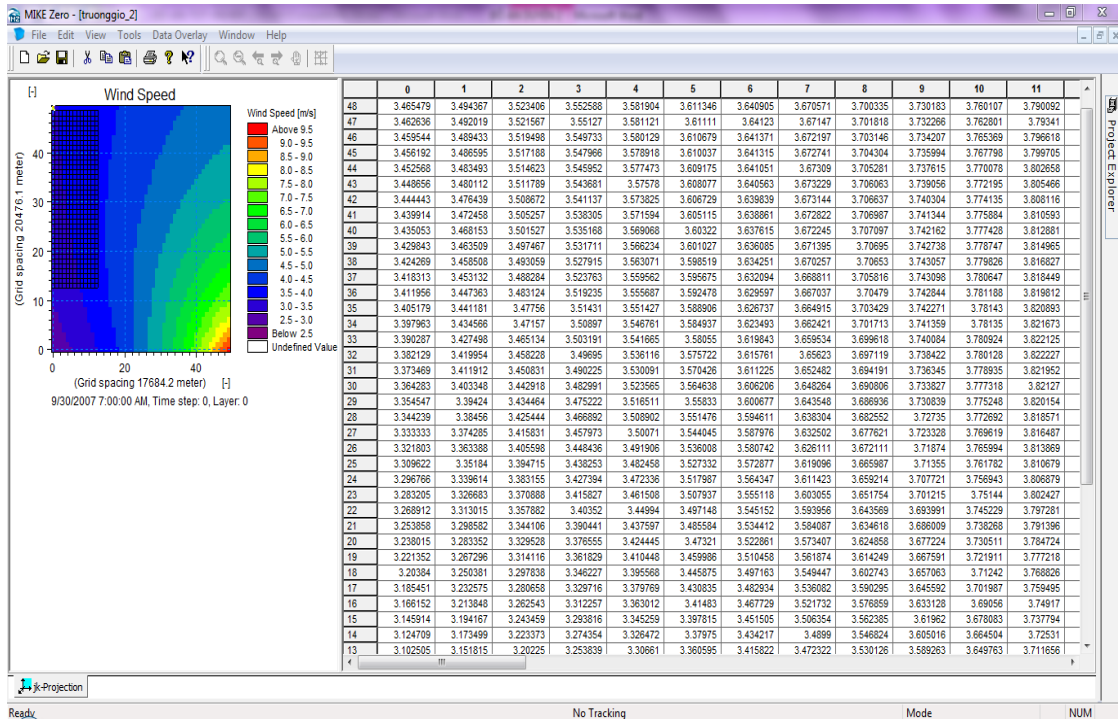 MIKE Zero - [truonggio_2]
File Edit View Tools Data Overlay Window Help
[-] Wind Speed
Wind Speed [m/s]
Above 9.5
9.0 - 9.5
8.5 - 9.0
8.0 - 8.5
7.5 - 8.0
7.0 - 7.5
6.5 - 7.0
6.0 - 6.5
5.5 - 6.0
5.0 - 5.5
4.5 - 5.0
4.0 - 4.5
3.5 - 4.0
3.0 - 3.5
2.5 - 3.0
Below 2.5
Undefined Value
(Grid spacing 20476.1 meter)
40
30
20
10
0
0 20 40
(Grid spacing 17684.2 meter) [-]
9/30/2007 7:00:00 AM, Time step: 0, Layer: 0
0 1 2 3 4 5 6 7 8 9 10 11
48 3.465479 3.494367 3.523406 3.552588 3.581904 3.611346 3.640905 3.670571 3.700335 3.730183 3.760107 3.790092
47 3.462636 3.492019 3.521567 3.55127 3.581121 3.61111 3.64123 3.67147 3.701818 3.732266 3.762801 3.79341
46 3.459544 3.489433 3.519498 3.549733 3.580129 3.610679 3.641371 3.672197 3.703146 3.734207 3.765369 3.796618
45 3.456192 3.486595 3.517188 3.547966 3.578918 3.610037 3.641315 3.672741 3.704304 3.735994 3.767798 3.799705
44 3.452568 3.483493 3.514623 3.545952 3.577473 3.609175 3.641051 3.67309 3.705281 3.737615 3.770078 3.802658
43 3.448656 3.480112 3.511789 3.543681 3.57578 3.608077 3.640563 3.673229 3.706063 3.739056 3.772195 3.805466
42 3.444443 3.476439 3.508672 3.541137 3.573825 3.606729 3.639839 3.673144 3.706637 3.740304 3.774135 3.808116
41 3.439914 3.472458 3.505257 3.538305 3.571594 3.605115 3.638861 3.672822 3.706987 3.741344 3.775884 3.810593
40 3.435053 3.468153 3.501527 3.535168 3.569068 3.60322 3.637615 3.672245 3.707097 3.742162 3.777428 3.812881
39 3.429843 3.463509 3.497467 3.531711 3.566234 3.601027 3.636085 3.671395 3.70695 3.742738 3.778747 3.814965
38 3.424269 3.458508 3.493059 3.527915 3.563071 3.598519 3.634251 3.670257 3.70653 3.743057 3.779826 3.816827
37 3.418313 3.453132 3.488284 3.523763 3.559562 3.595675 3.632094 3.668811 3.705816 3.743098 3.780647 3.818449
36 3.411956 3.447363 3.483124 3.519235 3.555687 3.592478 3.629597 3.667037 3.70479 3.742844 3.781188 3.819812
35 3.405179 3.441181 3.47756 3.51431 3.551427 3.588906 3.626737 3.664915 3.703429 3.742271 3.78143 3.820893
34 3.397963 3.434566 3.47157 3.50897 3.546761 3.584937 3.623493 3.662421 3.701713 3.741359 3.78135 3.821673
33 3.390287 3.427498 3.465134 3.503191 3.541665 3.58055 3.619843 3.659534 3.699618 3.740084 3.780924 3.822125
32 3.382129 3.419954 3.458228 3.49695 3.536116 3.575722 3.615761 3.65623 3.697119 3.738422 3.780128 3.822227
31 3.373469 3.411912 3.450831 3.490225 3.530091 3.570426 3.611225 3.652482 3.694191 3.736345 3.778935 3.821952
30 3.364283 3.403348 3.442918 3.482991 3.523565 3.564638 3.606206 3.648264 3.690806 3.733827 3.777318 3.82127
29 3.354547 3.39424 3.434464 3.475222 3.516511 3.55833 3.600677 3.643548 3.686936 3.730839 3.775248 3.820154
28 3.344239 3.38456 3.425444 3.466892 3.508902 3.551476 3.594611 3.638304 3.682552 3.72735 3.772692 3.818571
27 3.333333 3.374285 3.415831 3.457973 3.50071 3.544045 3.587976 3.632502 3.677621 3.723328 3.769619 3.816487
26 3.321803 3.363388 3.405598 3.448436 3.491906 3.536008 3.580742 3.626111 3.672111 3.71874 3.765994 3.813869
25 3.309622 3.35184 3.394715 3.438253 3.482458 3.527332 3.572877 3.619096 3.665987 3.71355 3.761782 3.810679
24 3.296766 3.339614 3.383155 3.427394 3.472336 3.517987 3.564347 3.611423 3.659214 3.707721 3.756943 3.806879
23 3.283205 3.326683 3.370888 3.415827 3.461508 3.507937 3.555118 3.603055 3.651754 3.701215 3.75144 3.802427
22 3.268912 3.313015 3.357882 3.40352 3.44994 3.497148 3.545152 3.593956 3.643569 3.693991 3.745229 3.797281
21 3.253858 3.298582 3.344106 3.390441 3.437597 3.485584 3.534412 3.584087 3.634618 3.686009 3.738268 3.791396
20 3.238015 3.283352 3.329528 3.376555 3.424445 3.47321 3.522861 3.573407 3.624858 3.677224 3.730511 3.784724
19 3.221352 3.267296 3.314116 3.361829 3.410448 3.459986 3.510458 3.561874 3.614249 3.667591 3.721911 3.777218
18 3.20384 3.250381 3.297838 3.346227 3.395568 3.445875 3.497163 3.549447 3.602743 3.657063 3.71242 3.768826
17 3.185451 3.232575 3.280658 3.329716 3.379769 3.430835 3.482934 3.536082 3.590295 3.645592 3.701987 3.759495
16 3.166152 3.213848 3.262543 3.312257 3.363012 3.41483 3.467729 3.521732 3.576859 3.633128 3.69056 3.74917
15 3.145914 3.194167 3.243459 3.293816 3.345259 3.397815 3.451505 3.506354 3.562385 3.61962 3.678083 3.737794
14 3.124709 3.173499 3.223373 3.274354 3.326472 3.37975 3.434217 3.4899 3.546824 3.605016 3.664504 3.72531
13 3.102505 3.151815 3.20225 3.253839 3.30661 3.360595 3.415822 3.472322 3.530126 3.589263 3.649763 3.711656
Project Explorer
jk-Projection
Ready No Tracking Mode NUM